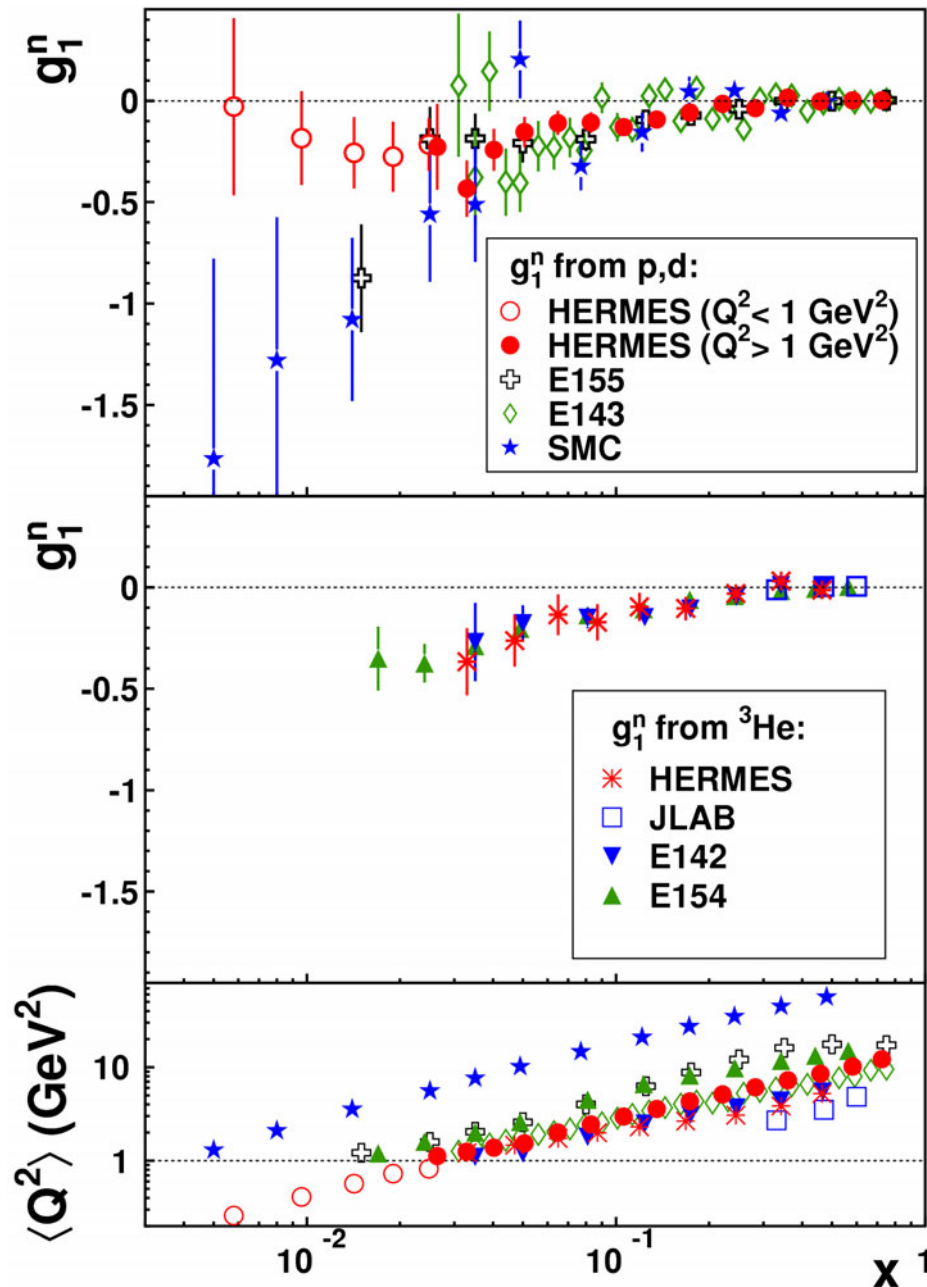 g₁ⁿ
0
-0.5
-1
-1.5
g₁ⁿ from p,d:
HERMES (Q² < 1 GeV²)
HERMES (Q² > 1 GeV²)
E155
E143
SMC
g₁ⁿ
0
-0.5
-1
-1.5
g₁ⁿ from ³He:
HERMES
JLAB
E142
E154
⟨Q²⟩ (GeV²)
10
1
10⁻² 10⁻¹ 1
x